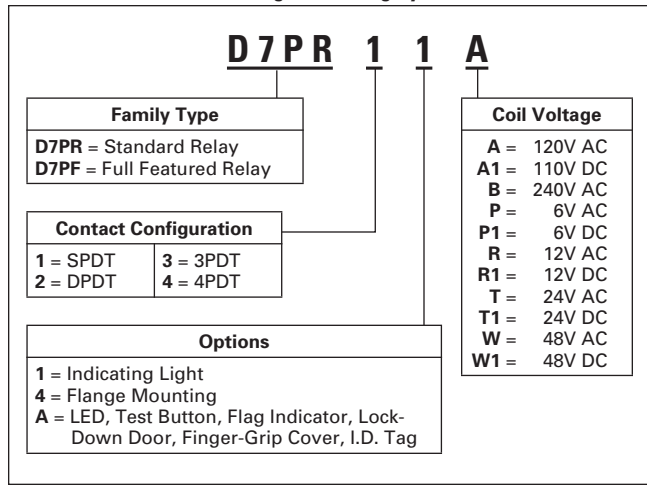 D7PR 1 1 A
Family Type
D7PR = Standard Relay
D7PF = Full Featured Relay
Contact Configuration
1 = SPDT 3 = 3PDT
2 = DPDT 4 = 4PDT
Options
1 = Indicating Light
4 = Flange Mounting
A = LED, Test Button, Flag Indicator, Lock-
Down Door, Finger-Grip Cover, I.D. Tag
Coil Voltage
A = 120V AC
A1 = 110V DC
B = 240V AC
P = 6V AC
P1 = 6V DC
R = 12V AC
R1 = 12V DC
T = 24V AC
T1 = 24V DC
W = 48V AC
W1 = 48V DC